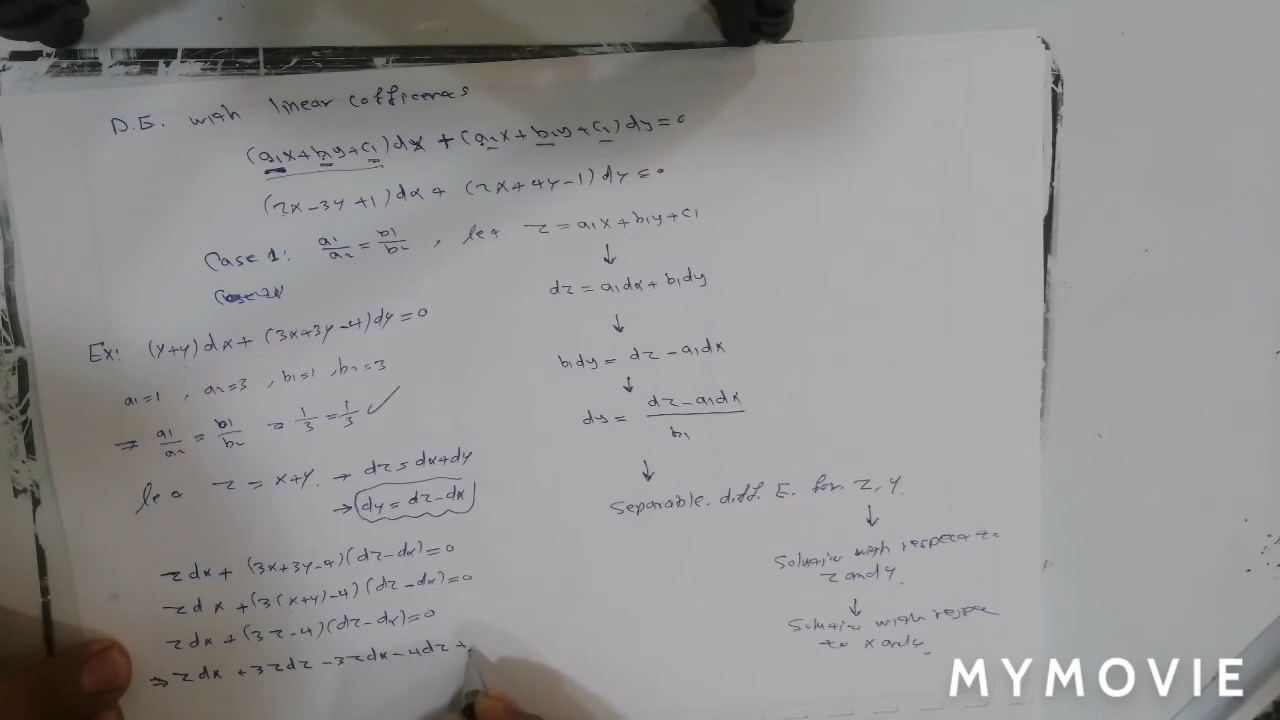 D.E. with linear cofficenes
(a1x+b1y+c1)dx + (a2x+b2y+c2)dy=0
(2x-3y+1)dx+ (2x+4y-1)dy=0
Case 1: a1/a2 = b1/b2, let z=a1x+b1y+c1
↓
dz=a1dx+b1dy
↓
b1dy= dz-a1dx
↓
dy= dz-a1dx/b1
↓
Separable. diff. E. for. z,y.
↓
Solution with respect to
z and y.
↓
Solution with respe
to x and y.
Ex: (x+y)dx+(3x+3y-4)dy=0
a1=1, a2=3, b1=1, b2=3
⇒ a1/a2 = b1/b2 ⇒ 1/3=1/3 ✓
let z=x+y. → dz=dx+dy
→ dy=dz-dx
zdx+(3x+3y-4)(dz-dx)=0
zdx+(3(x+y)-4)(dz-dx)=0
zdx+(3z-4)(dz-dx)=0
⇒ zdx+3zdz-3zdx-4dz+
MYMOVIE